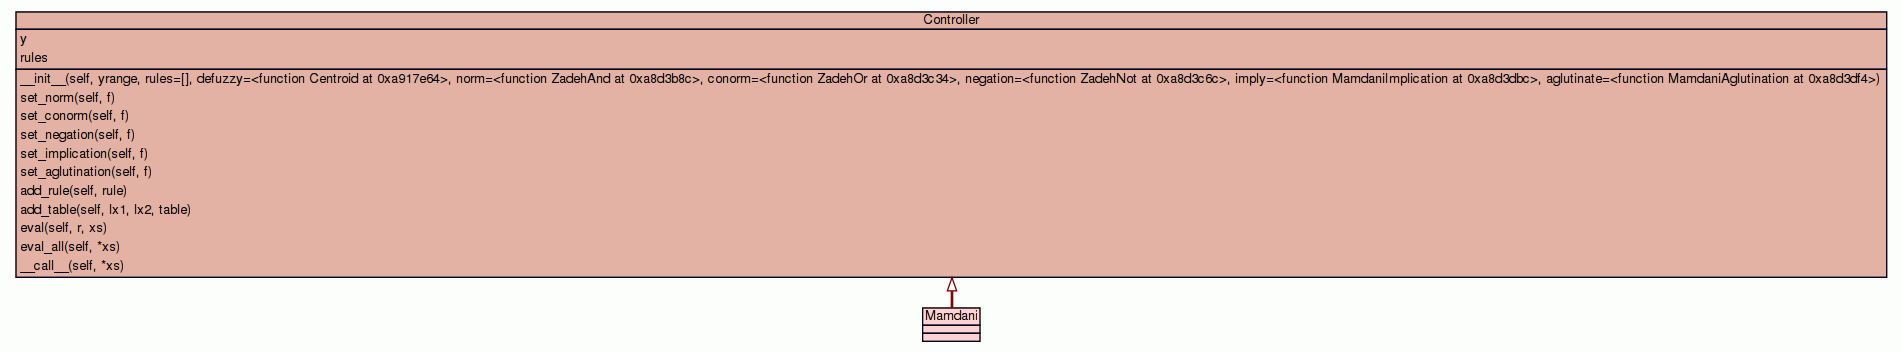 Controller
y
rules
__init__(self, yrange, rules=[], defuzzy=<function Centroid at 0xa917e64>, norm=<function ZadehAnd at 0xa8d3b8c>, conorm=<function ZadehOr at 0xa8d3c34>, negation=<function ZadehNot at 0xa8d3c6c>, imply=<function MamdaniImplication at 0xa8d3dbc>, aglutinate=<function MamdaniAglutination at 0xa8d3df4>)
set_norm(self, f)
set_conorm(self, f)
set_negation(self, f)
set_implication(self, f)
set_aglutination(self, f)
add_rule(self, rule)
add_table(self, lx1, lx2, table)
eval(self, r, xs)
eval_all(self, *xs)
__call__(self, *xs)
Mamdani